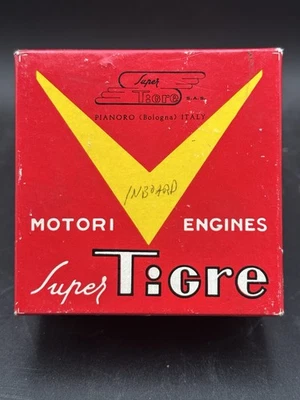 Super
TIGRE S.A.S.
PIANORO (Bologna) ITALY
INBOARD
MOTORI ENGINES
Super TIGRE